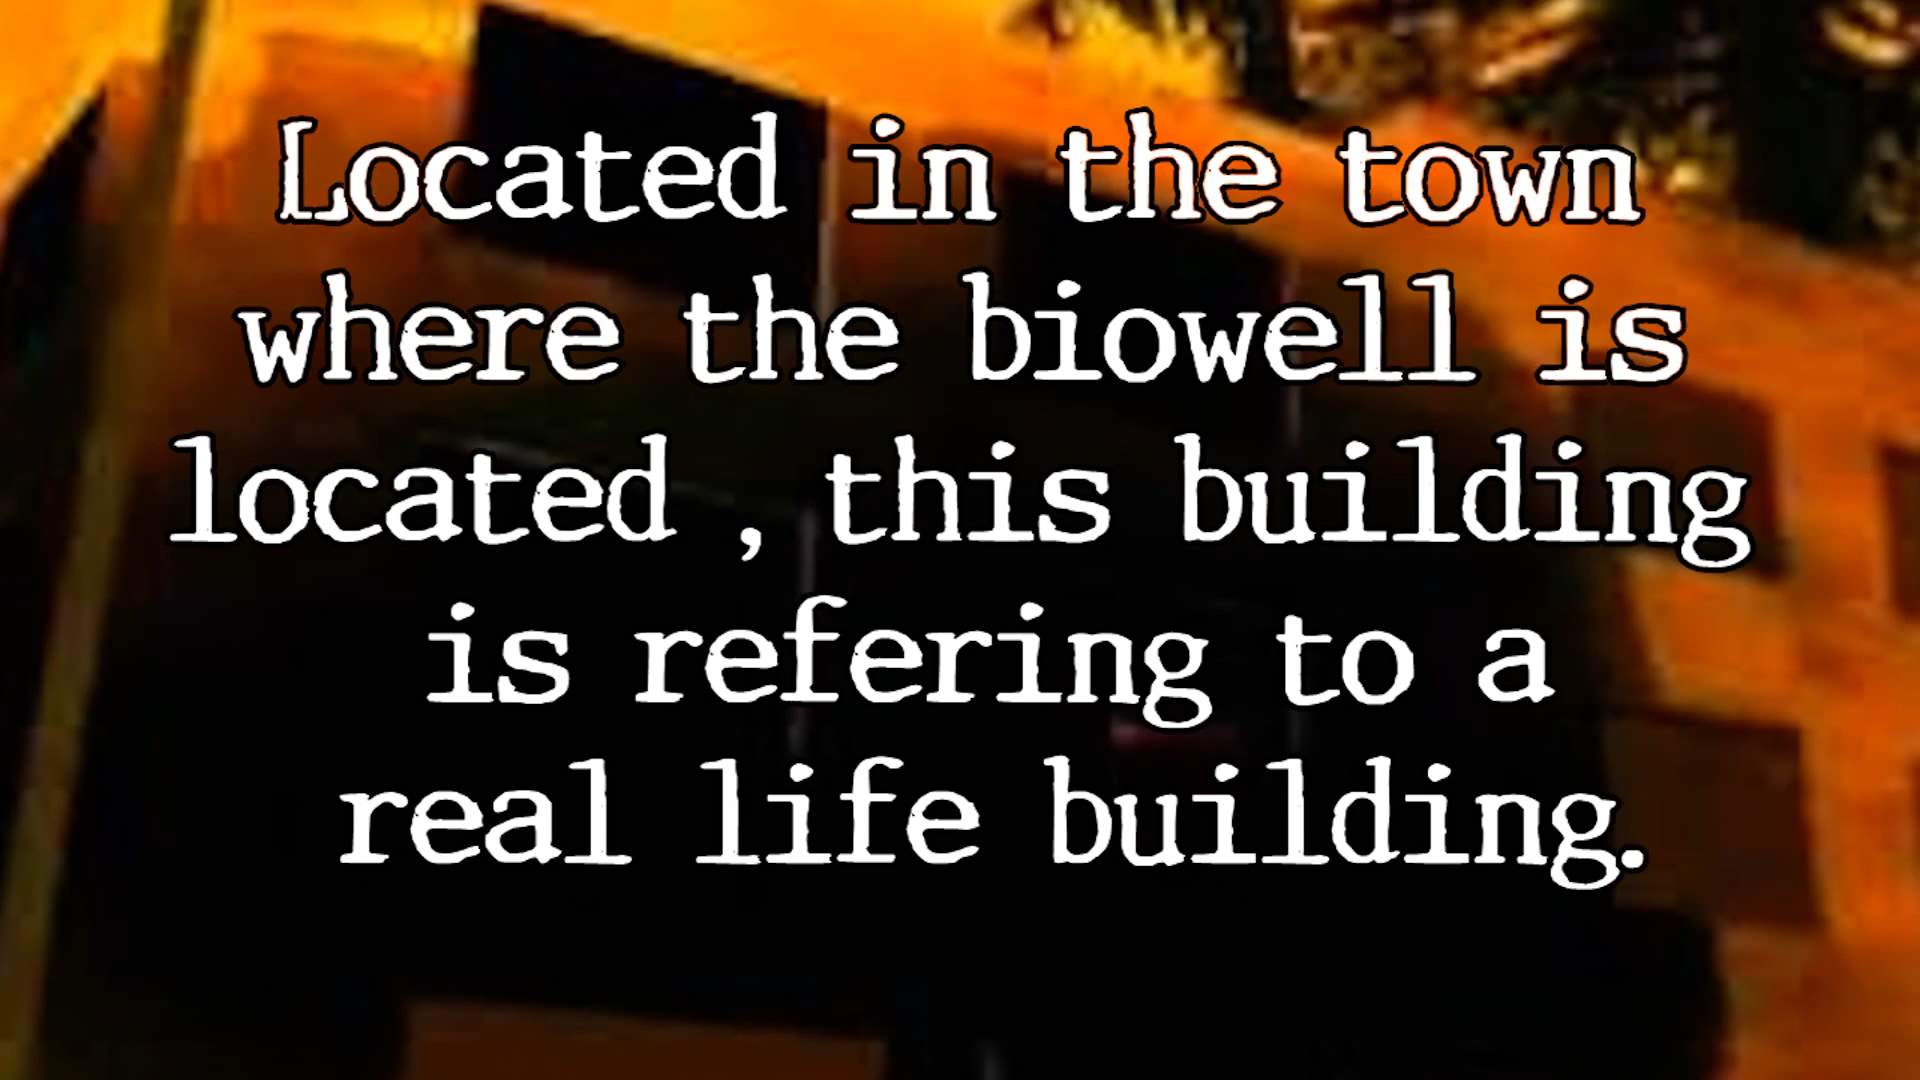 Located in the town
where the biowell is
located , this building
is refering to a
real life building.